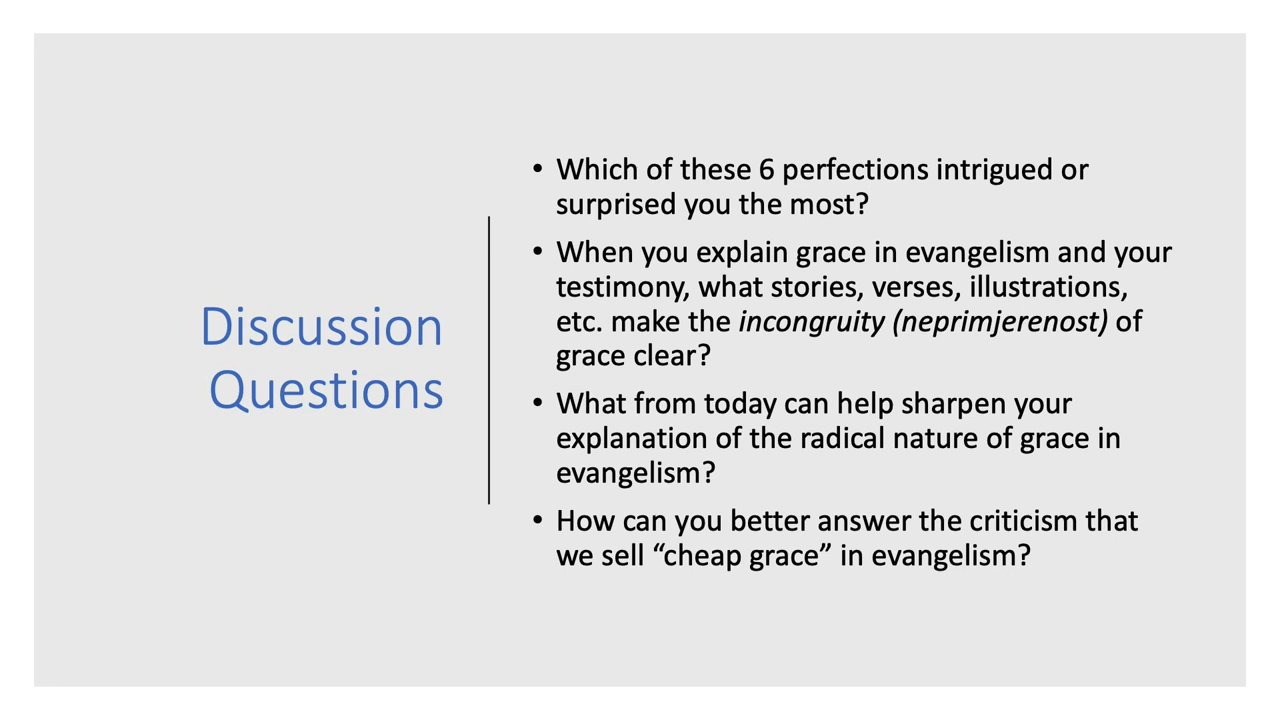 Discussion
Questions
• Which of these 6 perfections intrigued or
surprised you the most?
• When you explain grace in evangelism and your
testimony, what stories, verses, illustrations,
etc. make the incongruity (neprimjerenost) of
grace clear?
• What from today can help sharpen your
explanation of the radical nature of grace in
evangelism?
• How can you better answer the criticism that
we sell “cheap grace” in evangelism?